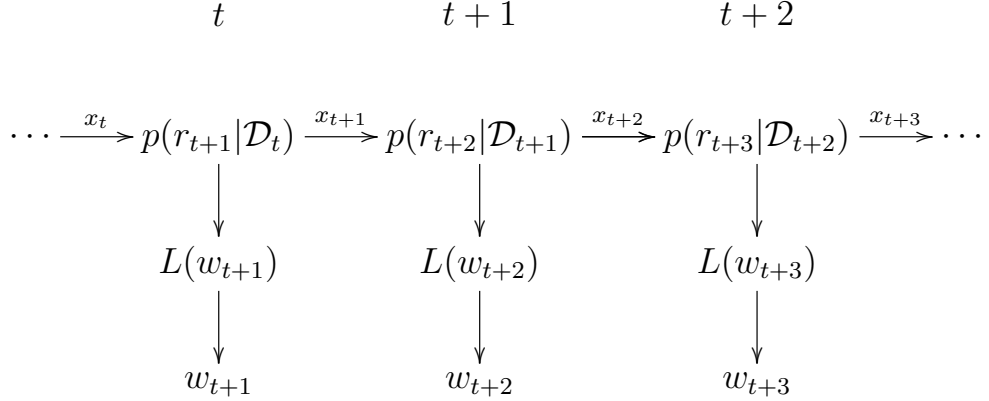 t t + 1 t + 2
⋯ x_t p(r_{t+1}|𝒟_t) x_{t+1} p(r_{t+2}|𝒟_{t+1}) x_{t+2} p(r_{t+3}|𝒟_{t+2}) x_{t+3} ⋯
L(w_{t+1}) L(w_{t+2}) L(w_{t+3})
w_{t+1} w_{t+2} w_{t+3}